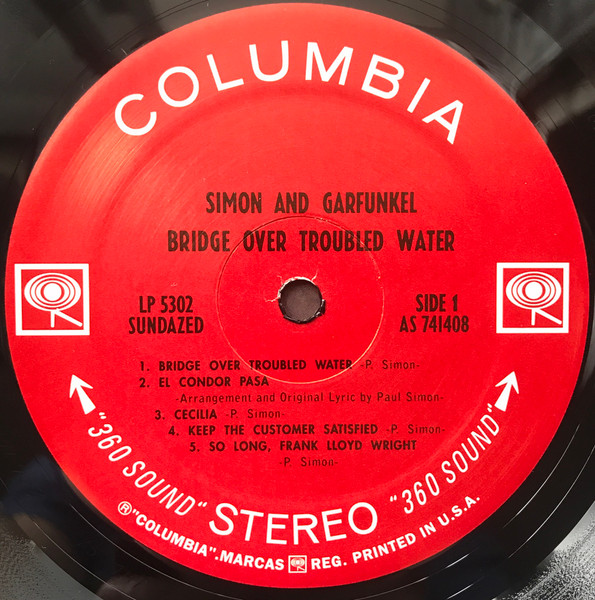 COLUMBIA
SIMON AND GARFUNKEL
BRIDGE OVER TROUBLED WATER
LP 5302
SUNDAZED
SIDE 1
AS 741408
1. BRIDGE OVER TROUBLED WATER -P. Simon-
2. EL CONDOR PASA
-Arrangement and Original Lyric by Paul Simon-
3. CECILIA -P. Simon-
4. KEEP THE CUSTOMER SATISFIED -P. Simon-
5. SO LONG, FRANK LLOYD WRIGHT
-P. Simon-
"360 SOUND" STEREO "360 SOUND"
®"COLUMBIA".MARCAS REG. PRINTED IN U.S.A.